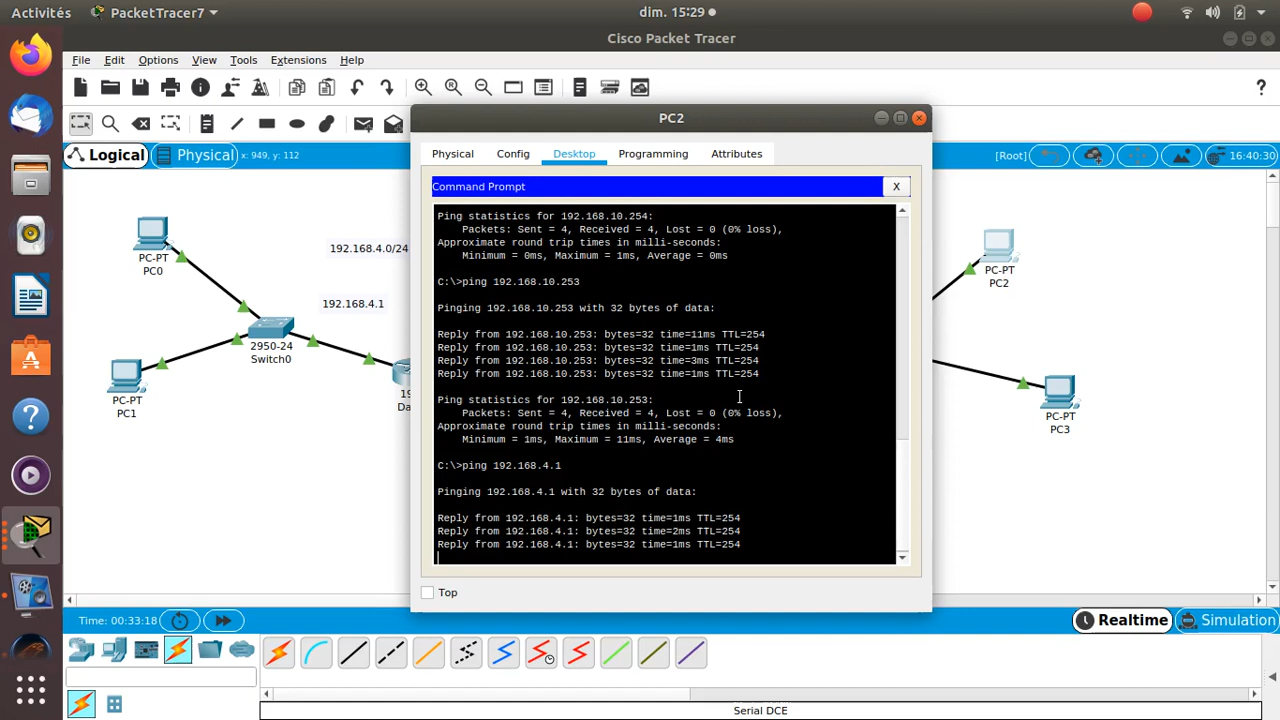 Activités
PacketTracer7
dim. 15:29
Cisco Packet Tracer
File Edit Options View Tools Extensions Help
?
Logical
Physical
x: 949, y: 112
[Root]
16:40:30
PC2
Physical Config Desktop Programming Attributes
Command Prompt
X
Ping statistics for 192.168.10.254:
Packets: Sent = 4, Received = 4, Lost = 0 (0% loss),
Approximate round trip times in milli-seconds:
Minimum = 0ms, Maximum = 1ms, Average = 0ms
C:\>ping 192.168.10.253
Pinging 192.168.10.253 with 32 bytes of data:
Reply from 192.168.10.253: bytes=32 time=11ms TTL=254
Reply from 192.168.10.253: bytes=32 time=1ms TTL=254
Reply from 192.168.10.253: bytes=32 time=3ms TTL=254
Reply from 192.168.10.253: bytes=32 time=1ms TTL=254
Ping statistics for 192.168.10.253:
Packets: Sent = 4, Received = 4, Lost = 0 (0% loss),
Approximate round trip times in milli-seconds:
Minimum = 1ms, Maximum = 11ms, Average = 4ms
C:\>ping 192.168.4.1
Pinging 192.168.4.1 with 32 bytes of data:
Reply from 192.168.4.1: bytes=32 time=1ms TTL=254
Reply from 192.168.4.1: bytes=32 time=2ms TTL=254
Reply from 192.168.4.1: bytes=32 time=1ms TTL=254
Top
PC-PT
PC0
192.168.4.0/24
192.168.4.1
2950-24
Switch0
PC-PT
PC1
19
Da
PC-PT
PC2
PC-PT
PC3
Time: 00:33:18
Realtime
Simulation
Serial DCE